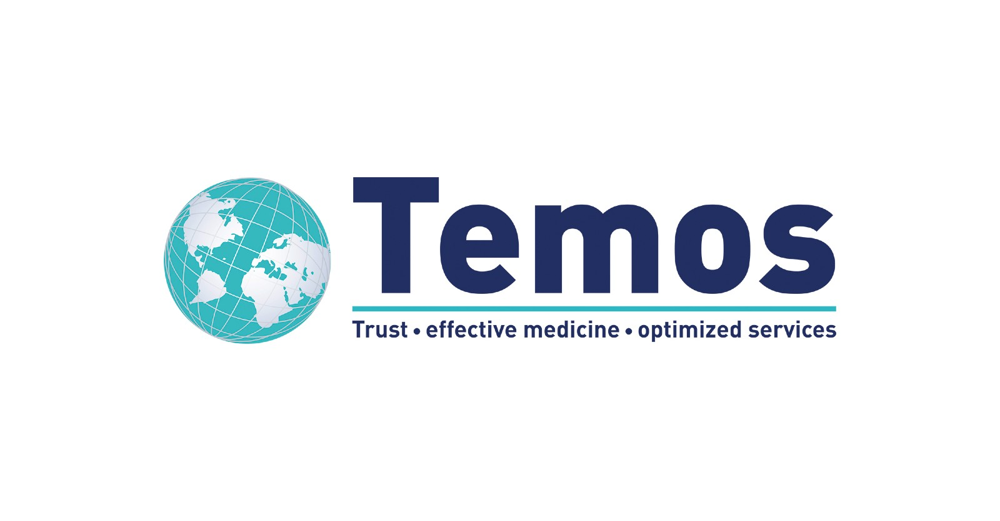 Temos
Trust • effective medicine • optimized services